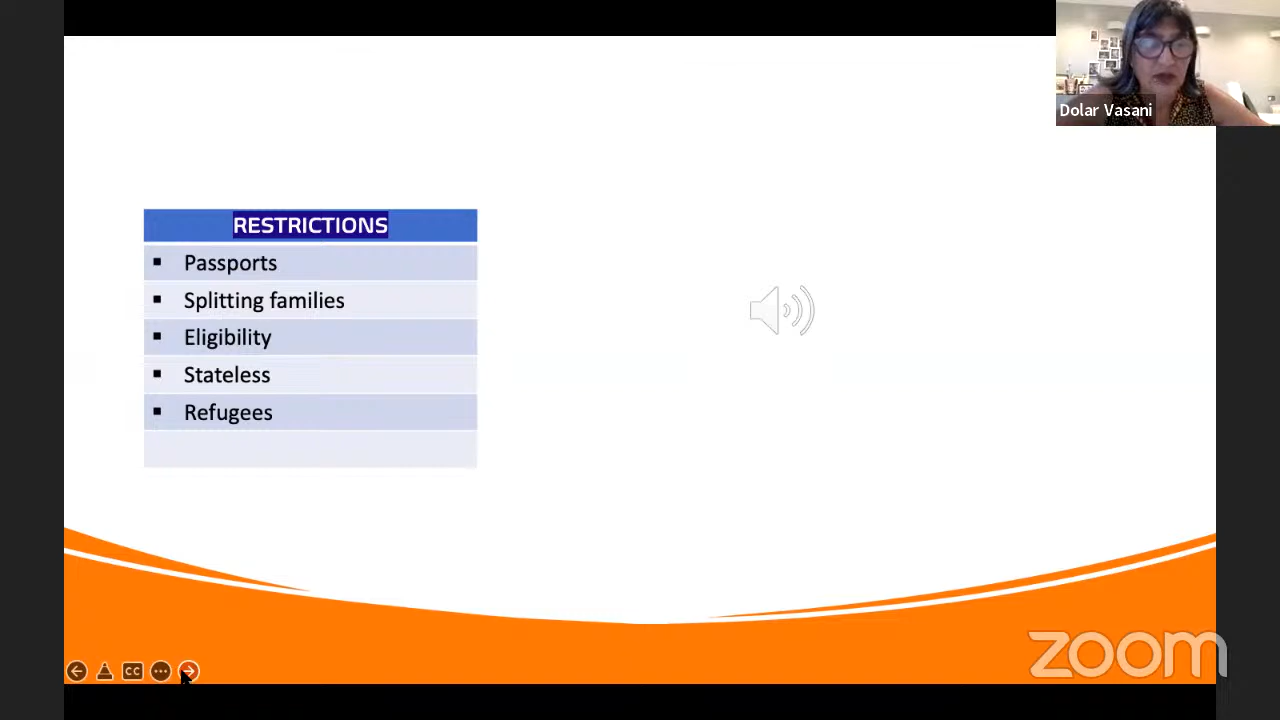 Dolar Vasani
RESTRICTIONS
▪ Passports
▪ Splitting families
▪ Eligibility
▪ Stateless
▪ Refugees
CC
zoom